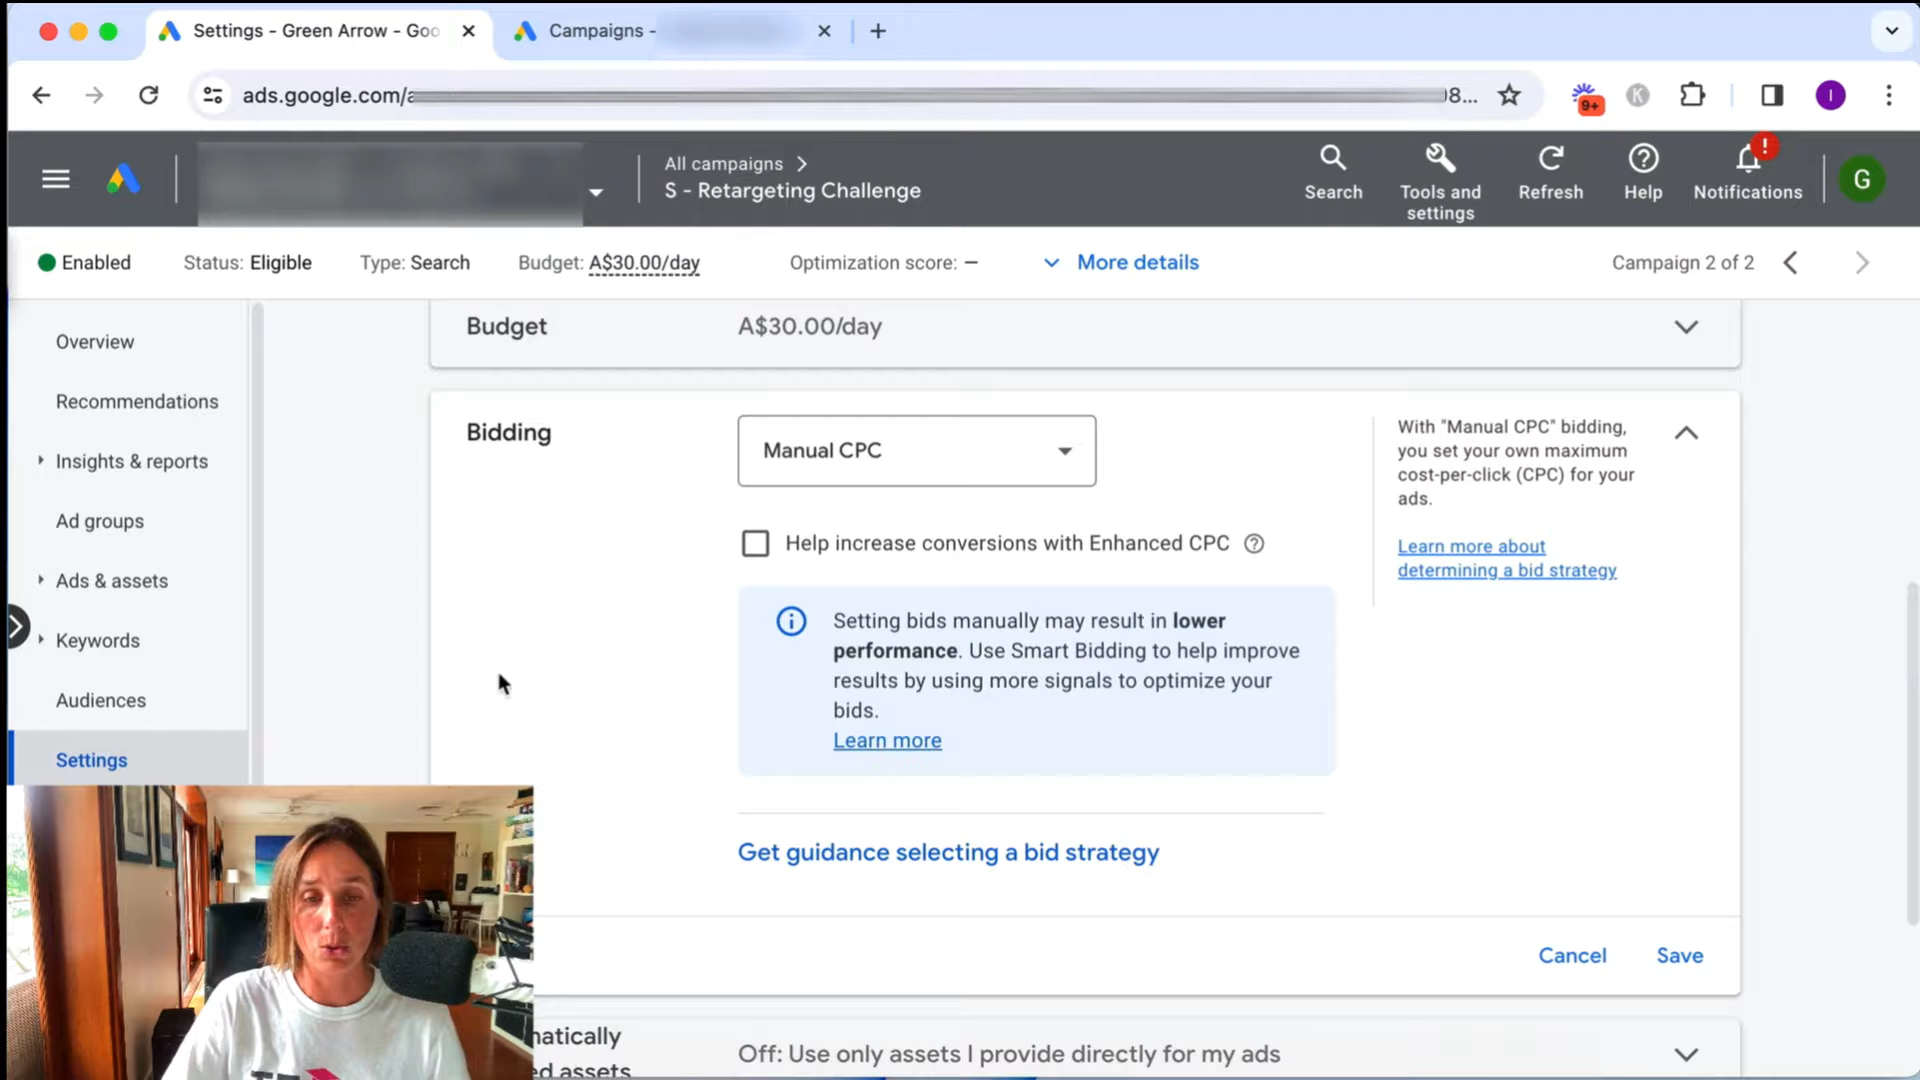 Settings - Green Arrow - Goo
Campaigns -
ads.google.com/a
)8...
9+
K
I
All campaigns
S - Retargeting Challenge
Search
Tools and settings
Refresh
Help
!
Notifications
G
Enabled
Status: Eligible
Type: Search
Budget: A$30.00/day
Optimization score: –
More details
Campaign 2 of 2
Overview
Recommendations
Insights & reports
Ad groups
Ads & assets
Keywords
Audiences
Settings
Budget
A$30.00/day
Bidding
Manual CPC
Help increase conversions with Enhanced CPC
Setting bids manually may result in lower
performance. Use Smart Bidding to help improve
results by using more signals to optimize your
bids.
Learn more
Get guidance selecting a bid strategy
With "Manual CPC" bidding,
you set your own maximum
cost-per-click (CPC) for your
ads.
Learn more about
determining a bid strategy
Cancel
Save
matically
ed assets
Off: Use only assets I provide directly for my ads